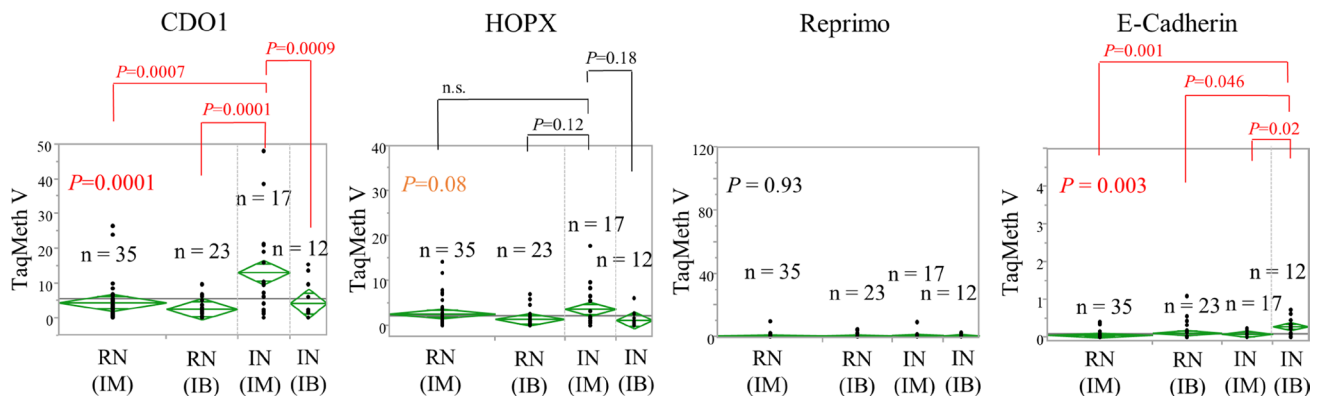 CDO1
P=0.0009
P=0.0007
P=0.0001
TaqMeth V
50
40
30
20
10
0
P=0.0001
n = 35
n = 23
n = 17
n = 12
RN
(IM)
RN
(IB)
IN
(IM)
IN
(IB)
HOPX
P=0.18
n.s.
P=0.12
TaqMeth V
40
30
20
10
0
P=0.08
n = 35
n = 23
n = 17
n = 12
RN
(IM)
RN
(IB)
IN
(IM)
IN
(IB)
Reprimo
TaqMeth V
120
80
40
0
P = 0.93
n = 35
n = 23
n = 17
n = 12
RN
(IM)
RN
(IB)
IN
(IM)
IN
(IB)
E-Cadherin
P=0.001
P=0.046
P=0.02
TaqMeth V
4
3
2
1
0
P = 0.003
n = 35
n = 23
n = 17
n = 12
RN
(IM)
RN
(IB)
IN
(IM)
IN
(IB)